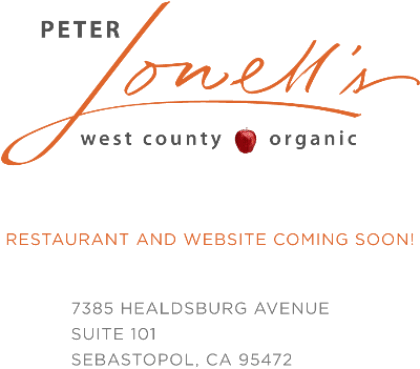 PETER
Lowell's
west county organic
RESTAURANT AND WEBSITE COMING SOON!
7385 HEALDSBURG AVENUE
SUITE 101
SEBASTOPOL, CA 95472